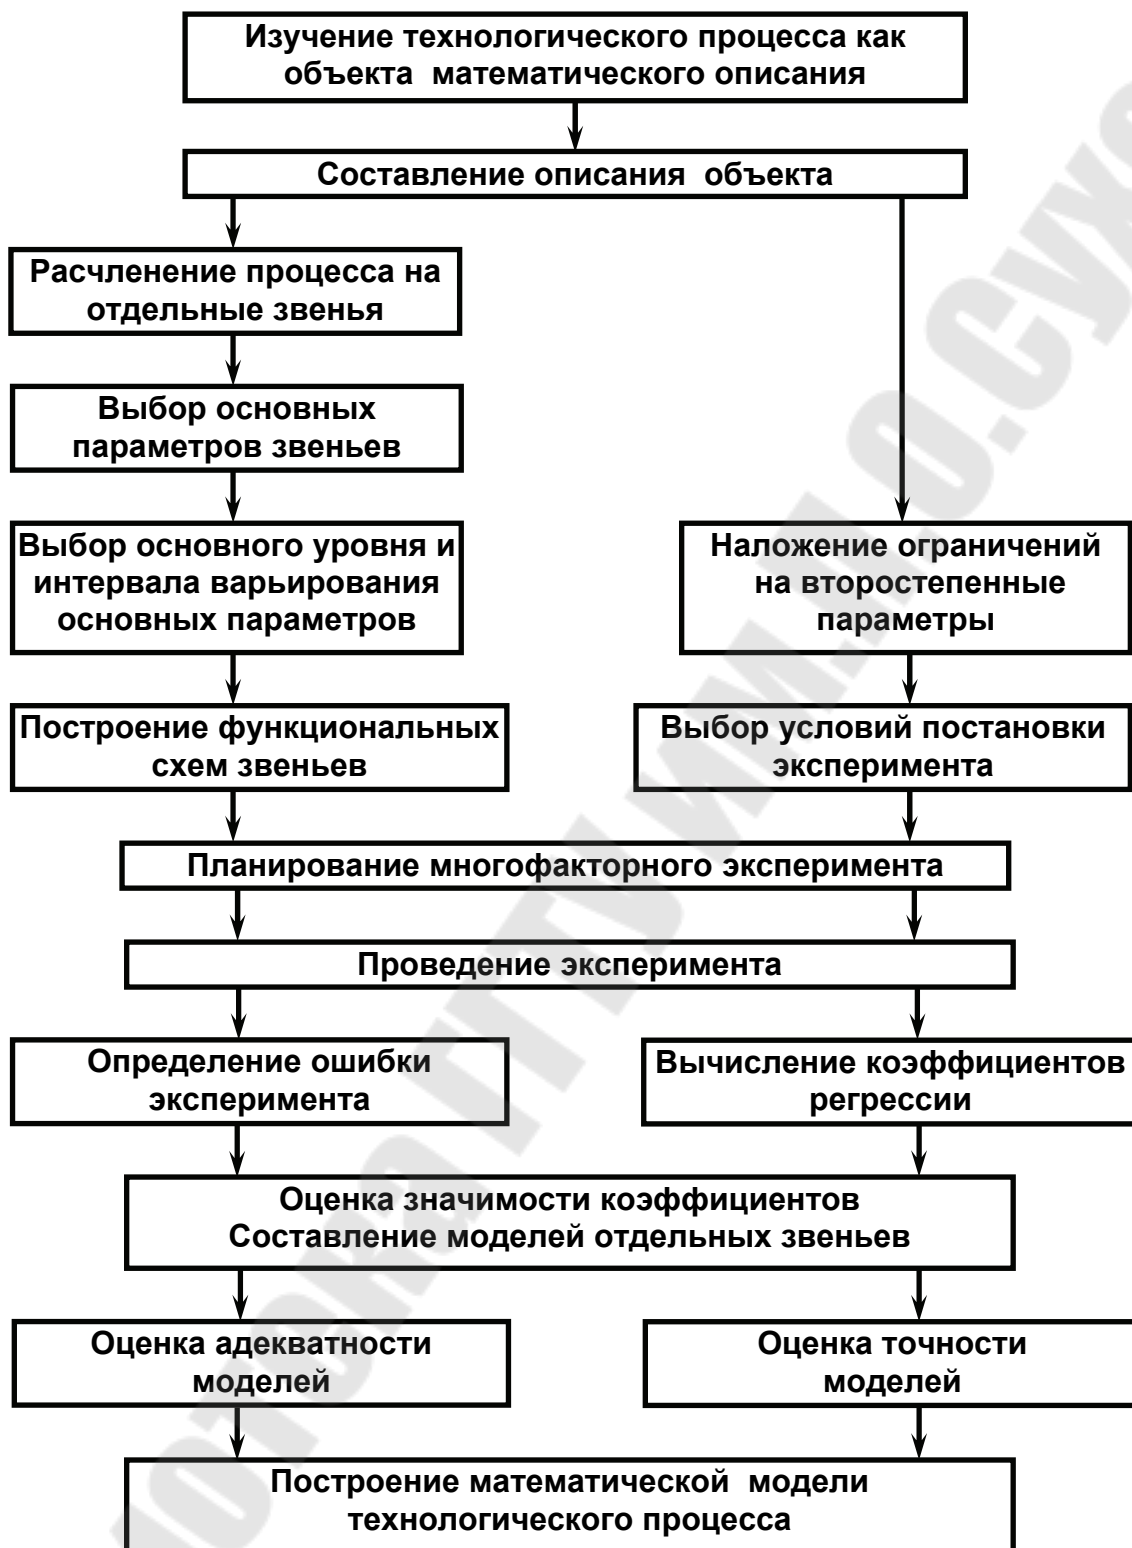 Изучение технологического процесса как
объекта математического описания
Составление описания объекта
Расчленение процесса на
отдельные звенья
Выбор основных
параметров звеньев
Выбор основного уровня и
интервала варьирования
основных параметров
Наложение ограничений
на второстепенные
параметры
Построение функциональных
схем звеньев
Выбор условий постановки
эксперимента
Планирование многофакторного эксперимента
Проведение эксперимента
Определение ошибки
эксперимента
Вычисление коэффициентов
регрессии
Оценка значимости коэффициентов
Составление моделей отдельных звеньев
Оценка адекватности
моделей
Оценка точности
моделей
Построение математической модели
технологического процесса
ГГТУ им.П.О.Сухо